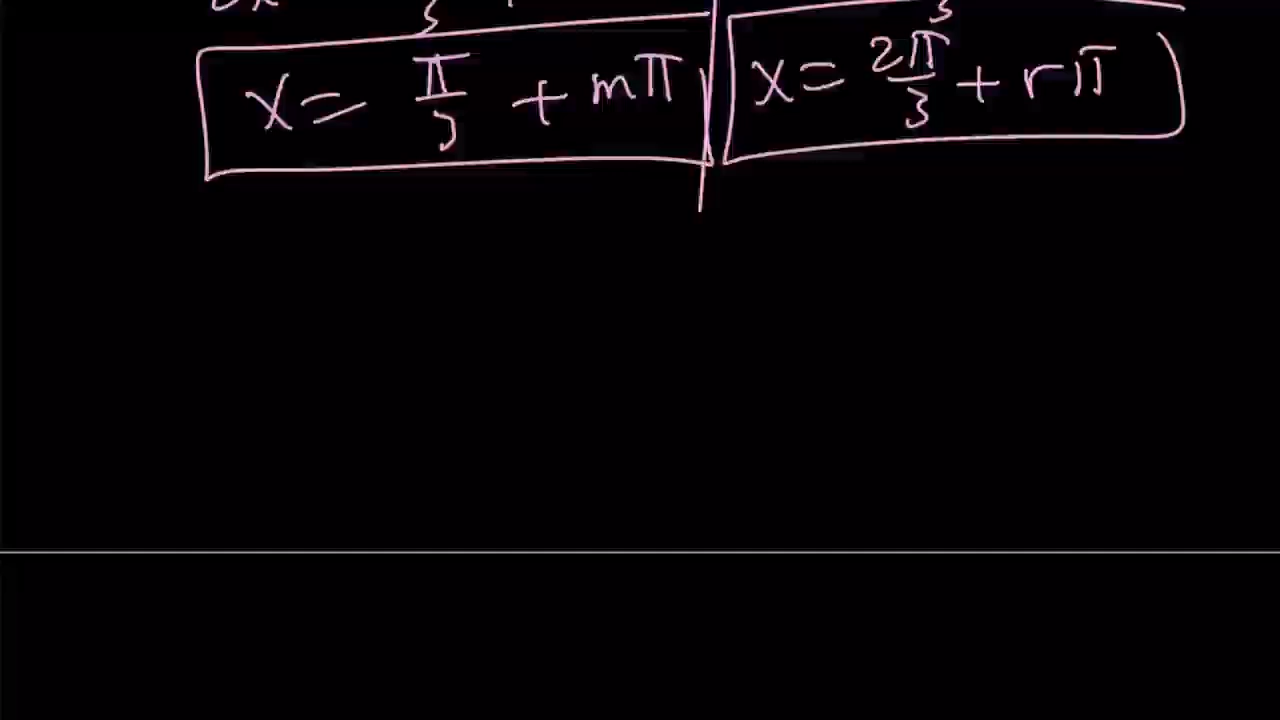 x = π/3 + mπ
x = 2π/3 + rπ